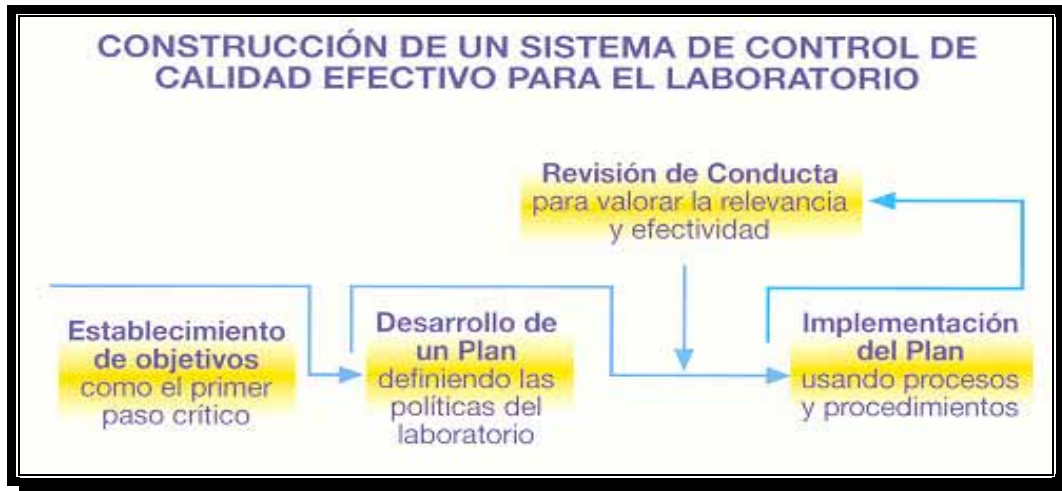 CONSTRUCCIÓN DE UN SISTEMA DE CONTROL DE
CALIDAD EFECTIVO PARA EL LABORATORIO
Revisión de Conducta
para valorar la relevancia
y efectividad
Establecimiento
de objetivos
como el primer
paso crítico
Desarrollo de
un Plan
definiendo las
políticas del
laboratorio
Implementación
del Plan
usando procesos
y procedimientos